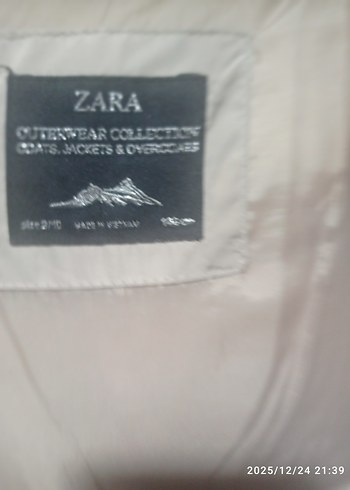 ZARA
OUTERWEAR COLLECTION
COATS, JACKETS & OVERCOATS
MADE IN VIETNAM
2025/12/24 21:39